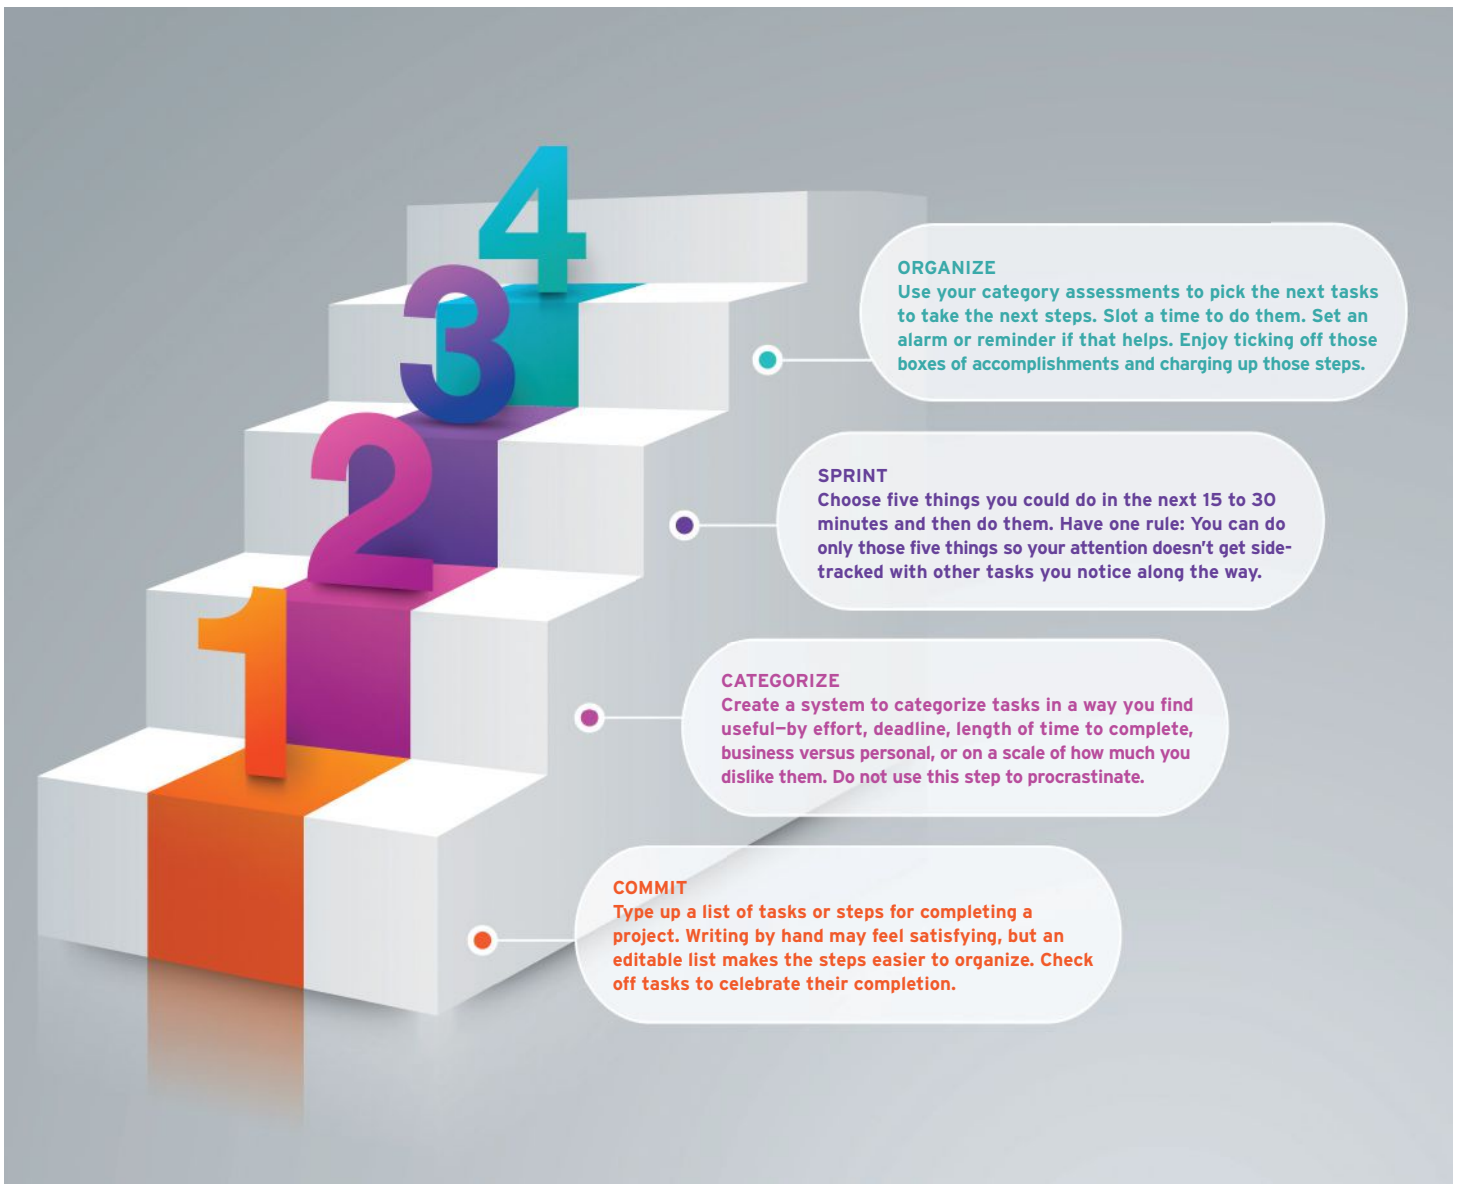 4
ORGANIZE
Use your category assessments to pick the next tasks
to take the next steps. Slot a time to do them. Set an
alarm or reminder if that helps. Enjoy ticking off those
boxes of accomplishments and charging up those steps.
3
SPRINT
Choose five things you could do in the next 15 to 30
minutes and then do them. Have one rule: You can do
only those five things so your attention doesn’t get side-
tracked with other tasks you notice along the way.
2
CATEGORIZE
Create a system to categorize tasks in a way you find
useful—by effort, deadline, length of time to complete,
business versus personal, or on a scale of how much you
dislike them. Do not use this step to procrastinate.
1
COMMIT
Type up a list of tasks or steps for completing a
project. Writing by hand may feel satisfying, but an
editable list makes the steps easier to organize. Check
off tasks to celebrate their completion.